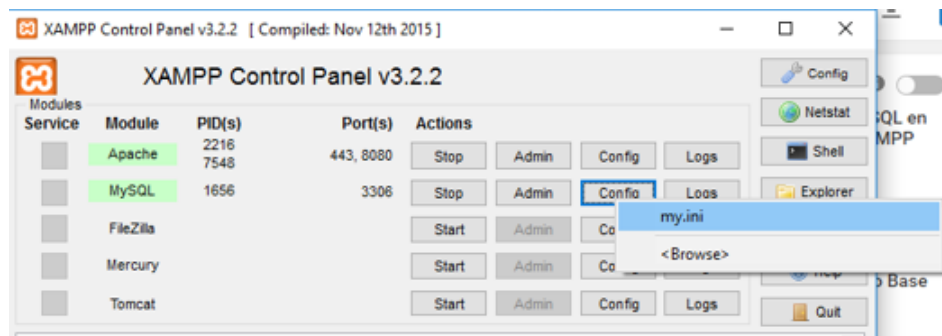 XAMPP Control Panel v3.2.2 [ Compiled: Nov 12th 2015 ]
XAMPP Control Panel v3.2.2
Config
Modules
Service Module PID(s) Port(s) Actions
Netstat
Apache 2216 7548 443, 8080 Stop Admin Config Logs
Shell
MySQL 1656 3306 Stop Admin Config Logs
Explorer
my.ini
<Browse>
FileZilla Start Admin
Mercury Start Admin
Help
Tomcat Start Admin Config Logs
Quit
SQL en
MPP
Base